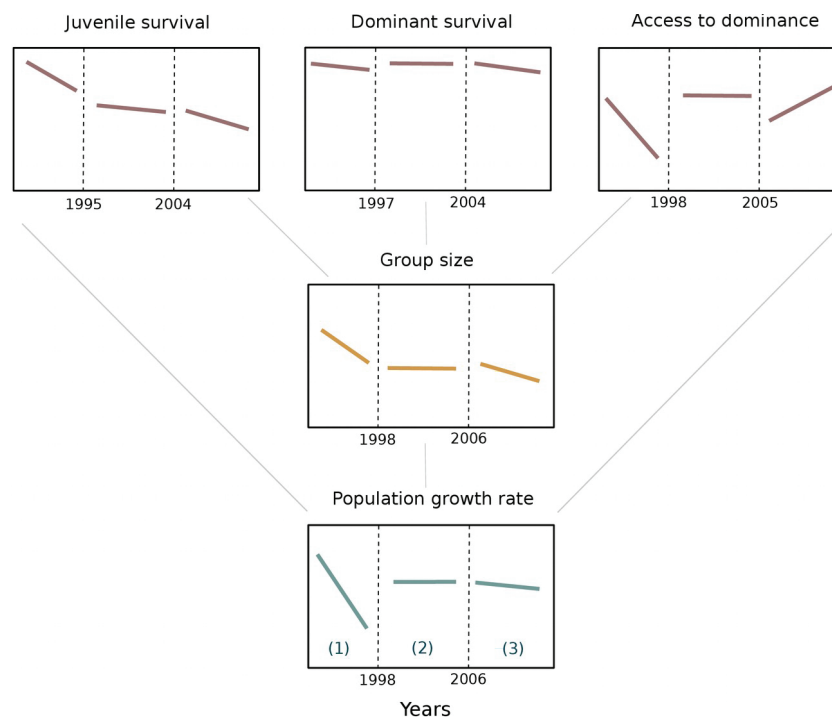 Juvenile survival
Dominant survival
Access to dominance
1995
2004
1997
2004
1998
2005
Group size
1998
2006
Population growth rate
(1)
(2)
(3)
1998
2006
Years